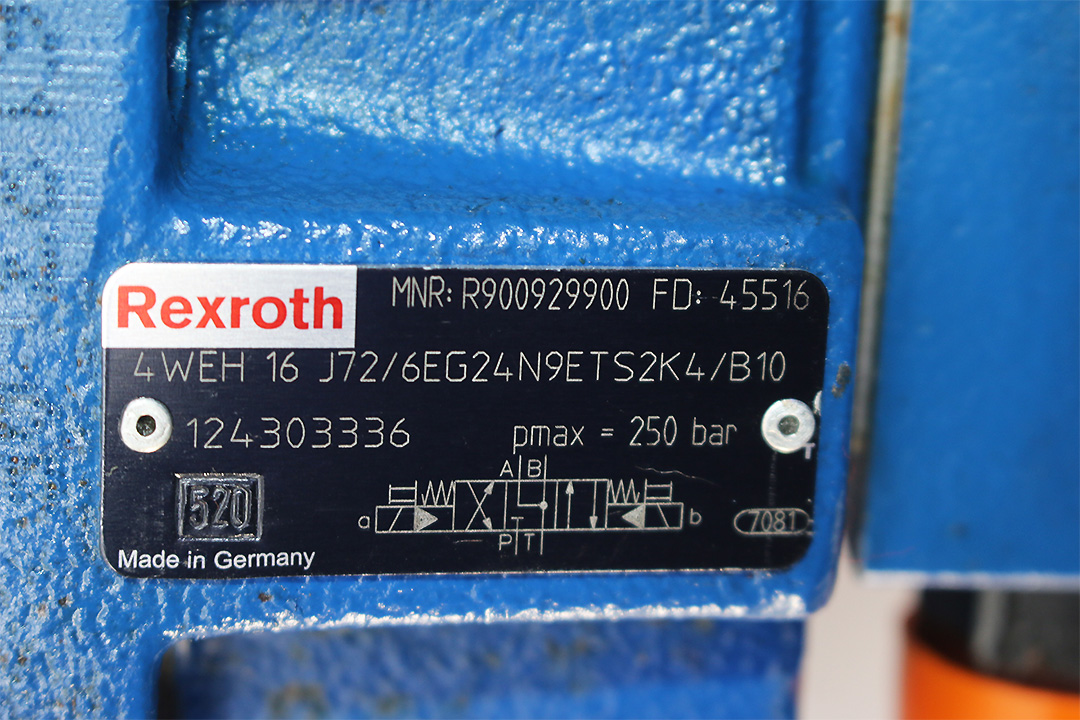 Rexroth
MNR: R900929900 FD: 45516
4WEH 16 J72/6EG24N9ETS2K4/B10
124303336
pmax = 250 bar
A B
a
b
T
P T
520
7081
Made in Germany